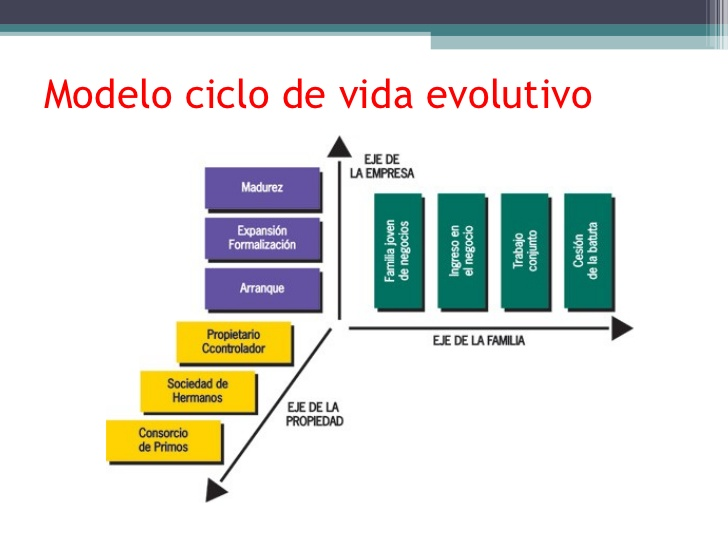 Modelo ciclo de vida evolutivo
EJE DE
LA EMPRESA
Madurez
Expansión
Formalización
Arranque
Familia joven
de negocios
Ingreso en
el negocio
Trabajo
conjunto
Cesión
de la batuta
EJE DE LA FAMILIA
Propietario
Ccontrolador
Sociedad de
Hermanos
Consorcio
de Primos
EJE DE LA
PROPIEDAD